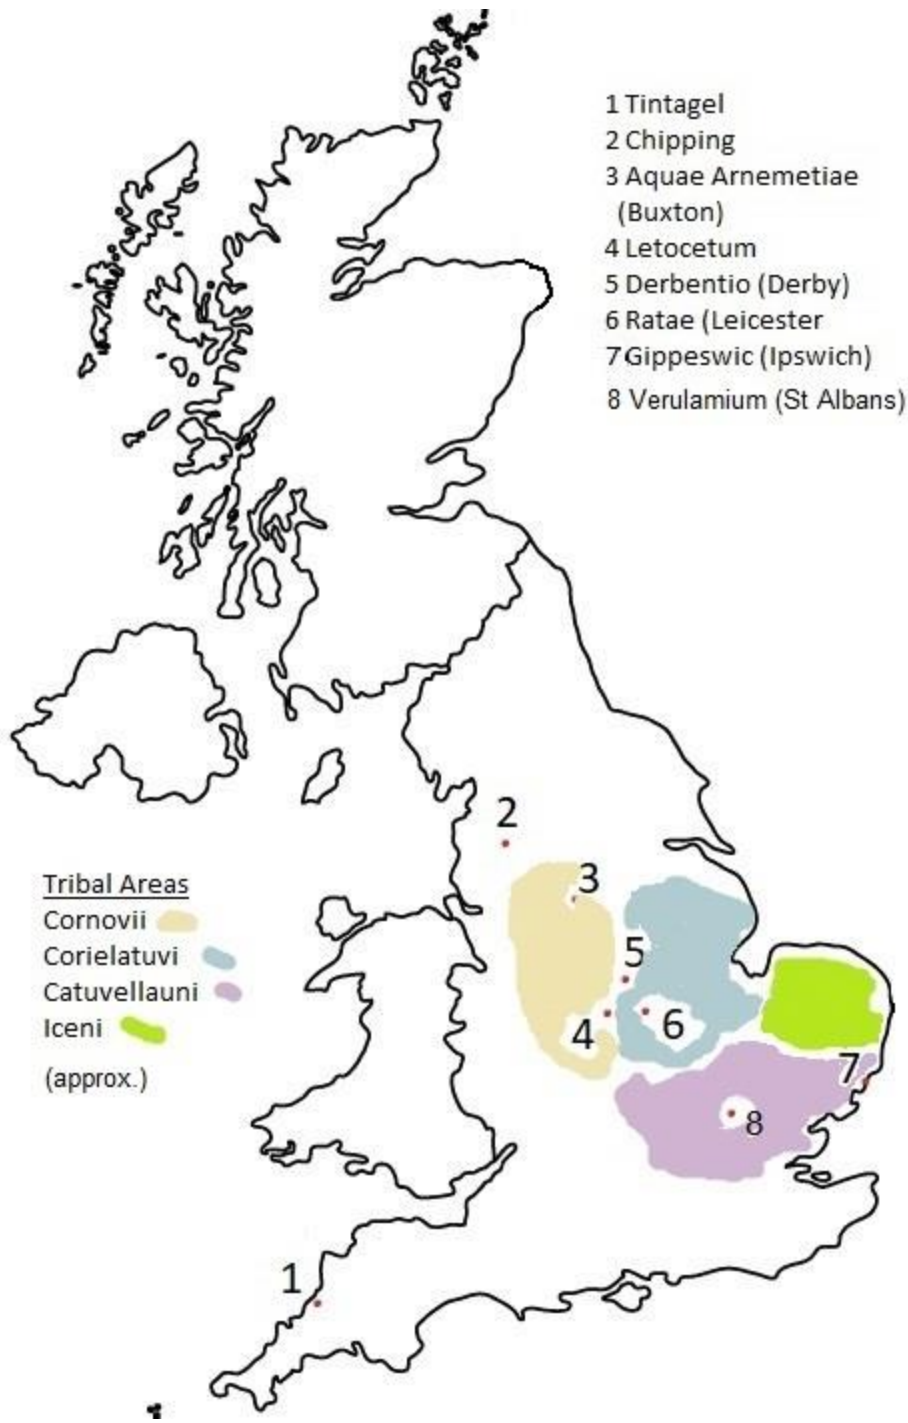 1 Tintagel
2 Chipping
3 Aquae Arnemetiae
(Buxton)
4 Letocetum
5 Derbentio (Derby)
6 Ratae (Leicester
7 Gippeswic (Ipswich)
8 Verulamium (St Albans)
2
3
Tribal Areas
Cornovii
Corielatuvi
Catuvellauni
Iceni
(approx.)
5
4
6
7
8
1